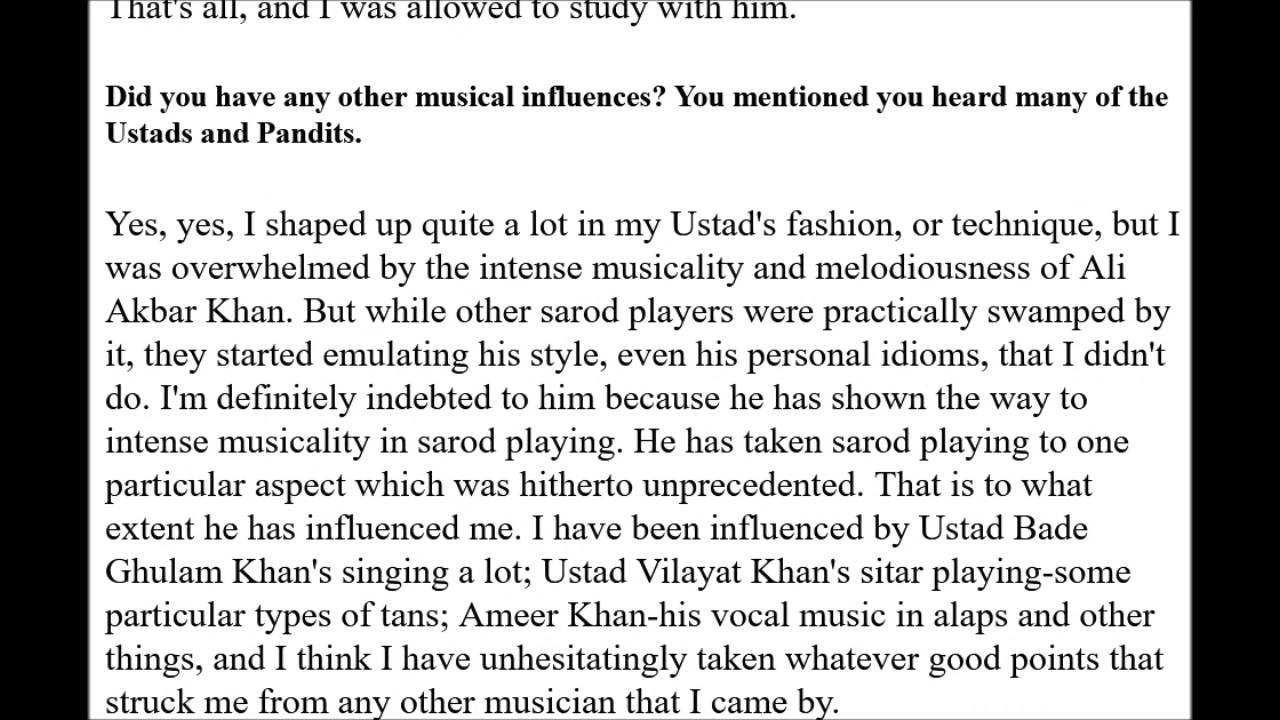 That's all, and I was allowed to study with him.
Did you have any other musical influences? You mentioned you heard many of the
Ustads and Pandits.
Yes, yes, I shaped up quite a lot in my Ustad's fashion, or technique, but I
was overwhelmed by the intense musicality and melodiousness of Ali
Akbar Khan. But while other sarod players were practically swamped by
it, they started emulating his style, even his personal idioms, that I didn't
do. I'm definitely indebted to him because he has shown the way to
intense musicality in sarod playing. He has taken sarod playing to one
particular aspect which was hitherto unprecedented. That is to what
extent he has influenced me. I have been influenced by Ustad Bade
Ghulam Khan's singing a lot; Ustad Vilayat Khan's sitar playing-some
particular types of tans; Ameer Khan-his vocal music in alaps and other
things, and I think I have unhesitatingly taken whatever good points that
struck me from any other musician that I came by.